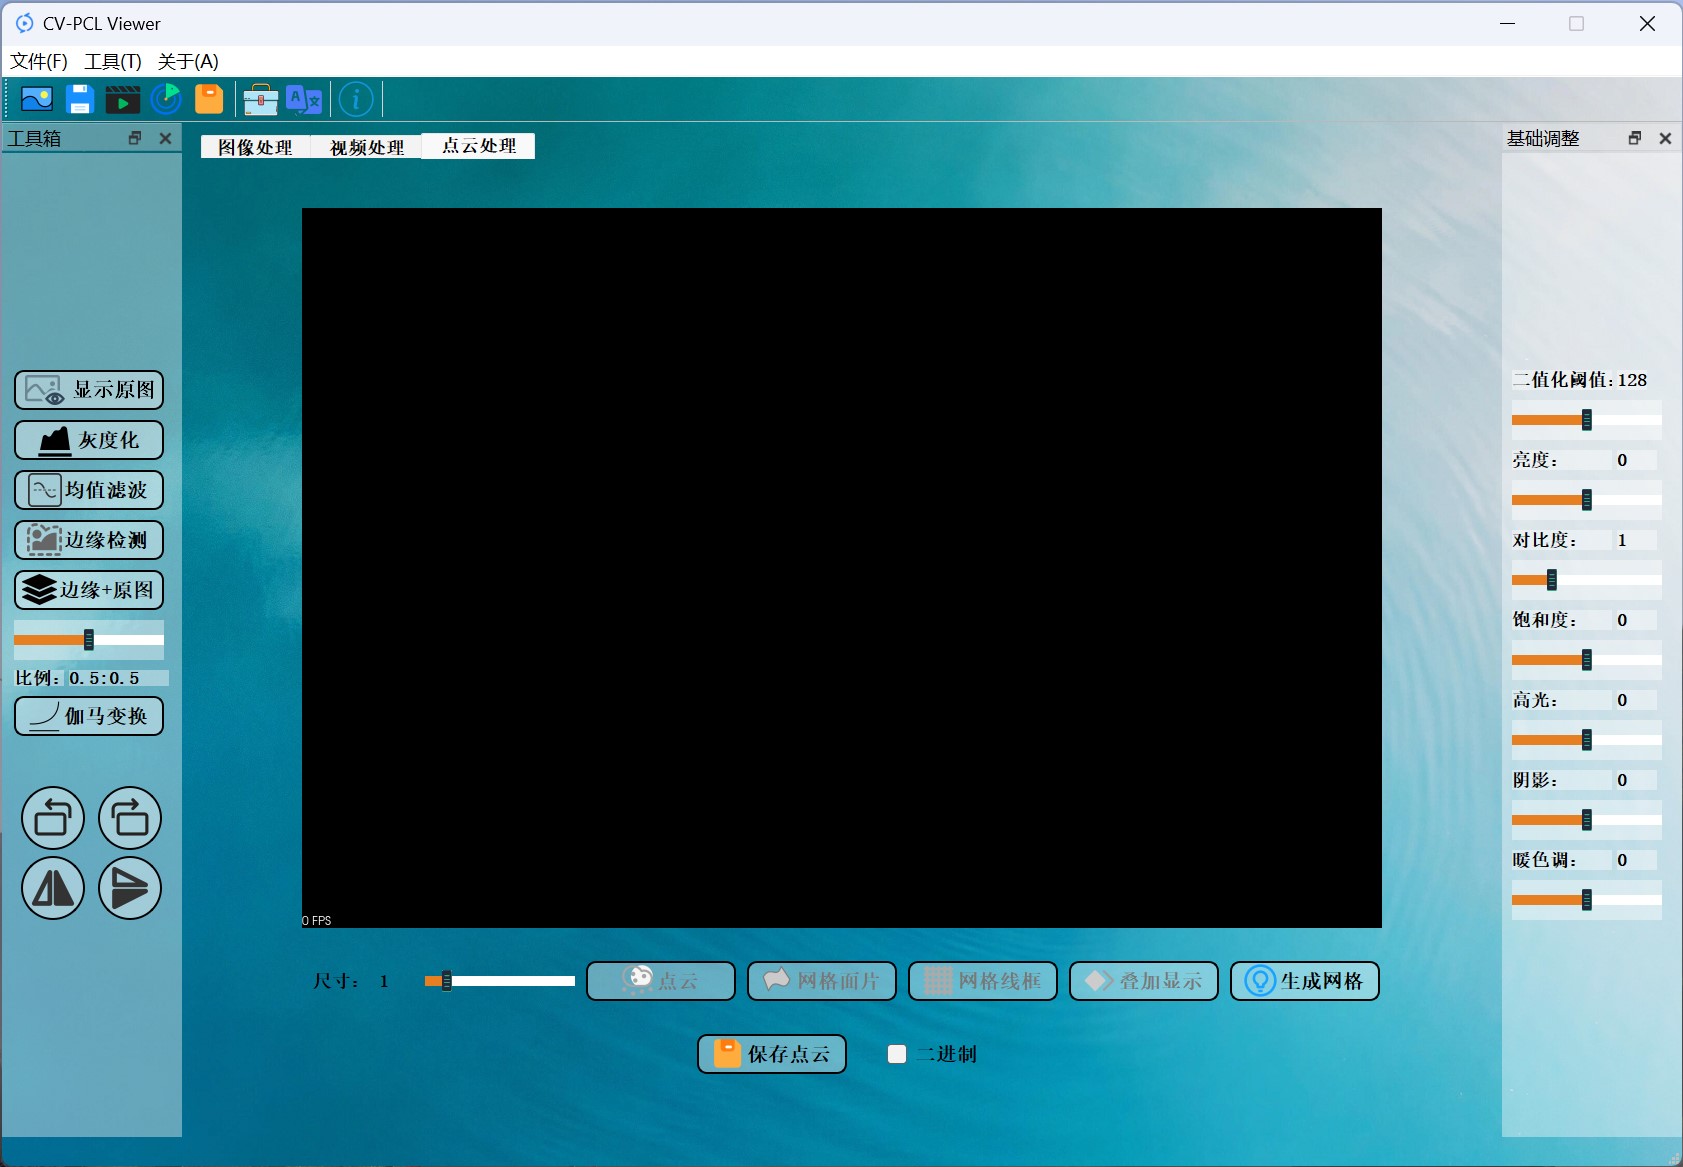 CV-PCL Viewer
文件(F) 工具(T) 关于(A)
工具箱
图像处理 视频处理 点云处理
基础调整
显示原图
灰度化
均值滤波
边缘检测
边缘+原图
比例: 0.5:0.5
伽马变换
0 FPS
尺寸: 1
点云
网格面片
网格线框
叠加显示
生成网格
保存点云
二进制
二值化阈值: 128
亮度: 0
对比度: 1
饱和度: 0
高光: 0
阴影: 0
暖色调: 0